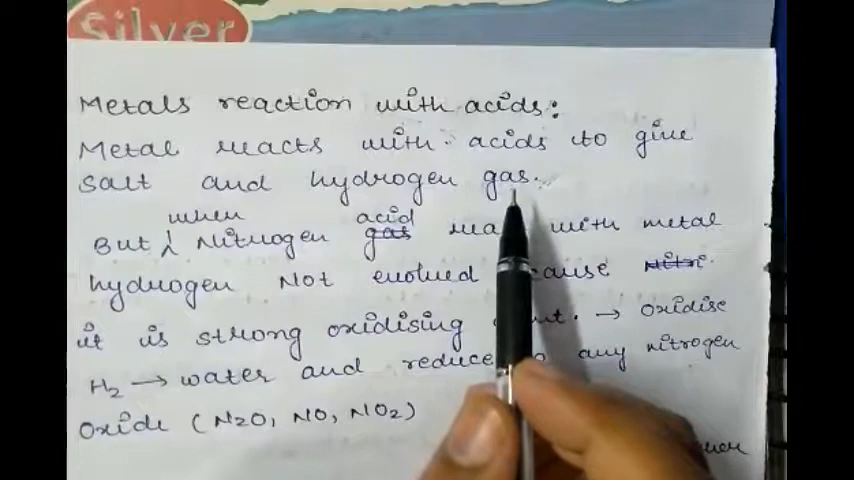 Silver
Metals reaction with acids:
Metal reacts with acids to give
salt and hydrogen gas.
when acid
But Nitrogen gas with metal
hydrogen Not evolved
it is strong oxidising → oxidise
H2 → water and reduce any nitrogen
oxide (N2O, NO, NO2)